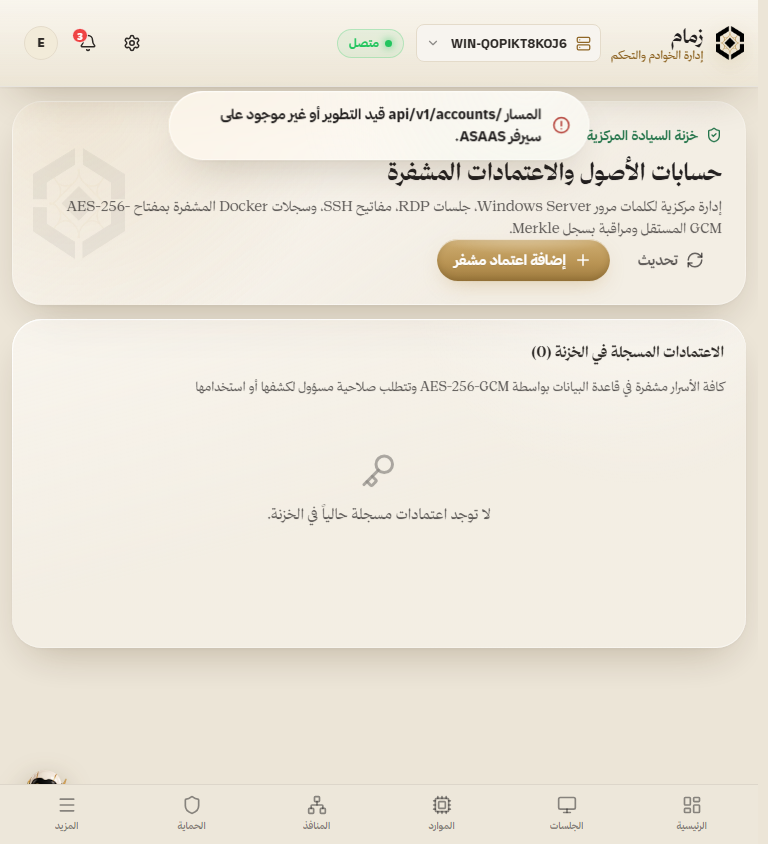 زمام
إدارة الخوادم والتحكم
WIN-QOPIKT8KOJ6
متصل
3
E
المسار /api/v1/accounts قيد التطوير أو غير موجود على
سيرفر ASAAS.
خزنة السيادة المركزية
حسابات الأصول والاعتمادات المشفرة
إدارة مركزية لكلمات مرور Windows Server، جلسات RDP، مفاتيح SSH، وسجلات Docker المشفرة بمفتاح AES-256-
GCM المستقل ومراقبة بسجل Merkle.
تحديث
إضافة اعتماد مشفر
الاعتمادات المسجلة في الخزنة (0)
كافة الأسرار مشفرة في قاعدة البيانات بواسطة AES-256-GCM وتتطلب صلاحية مسؤول لكشفها أو استخدامها
لا توجد اعتمادات مسجلة حالياً في الخزنة.
الرئيسية
الجلسات
الموارد
المنافذ
الحماية
المزيد